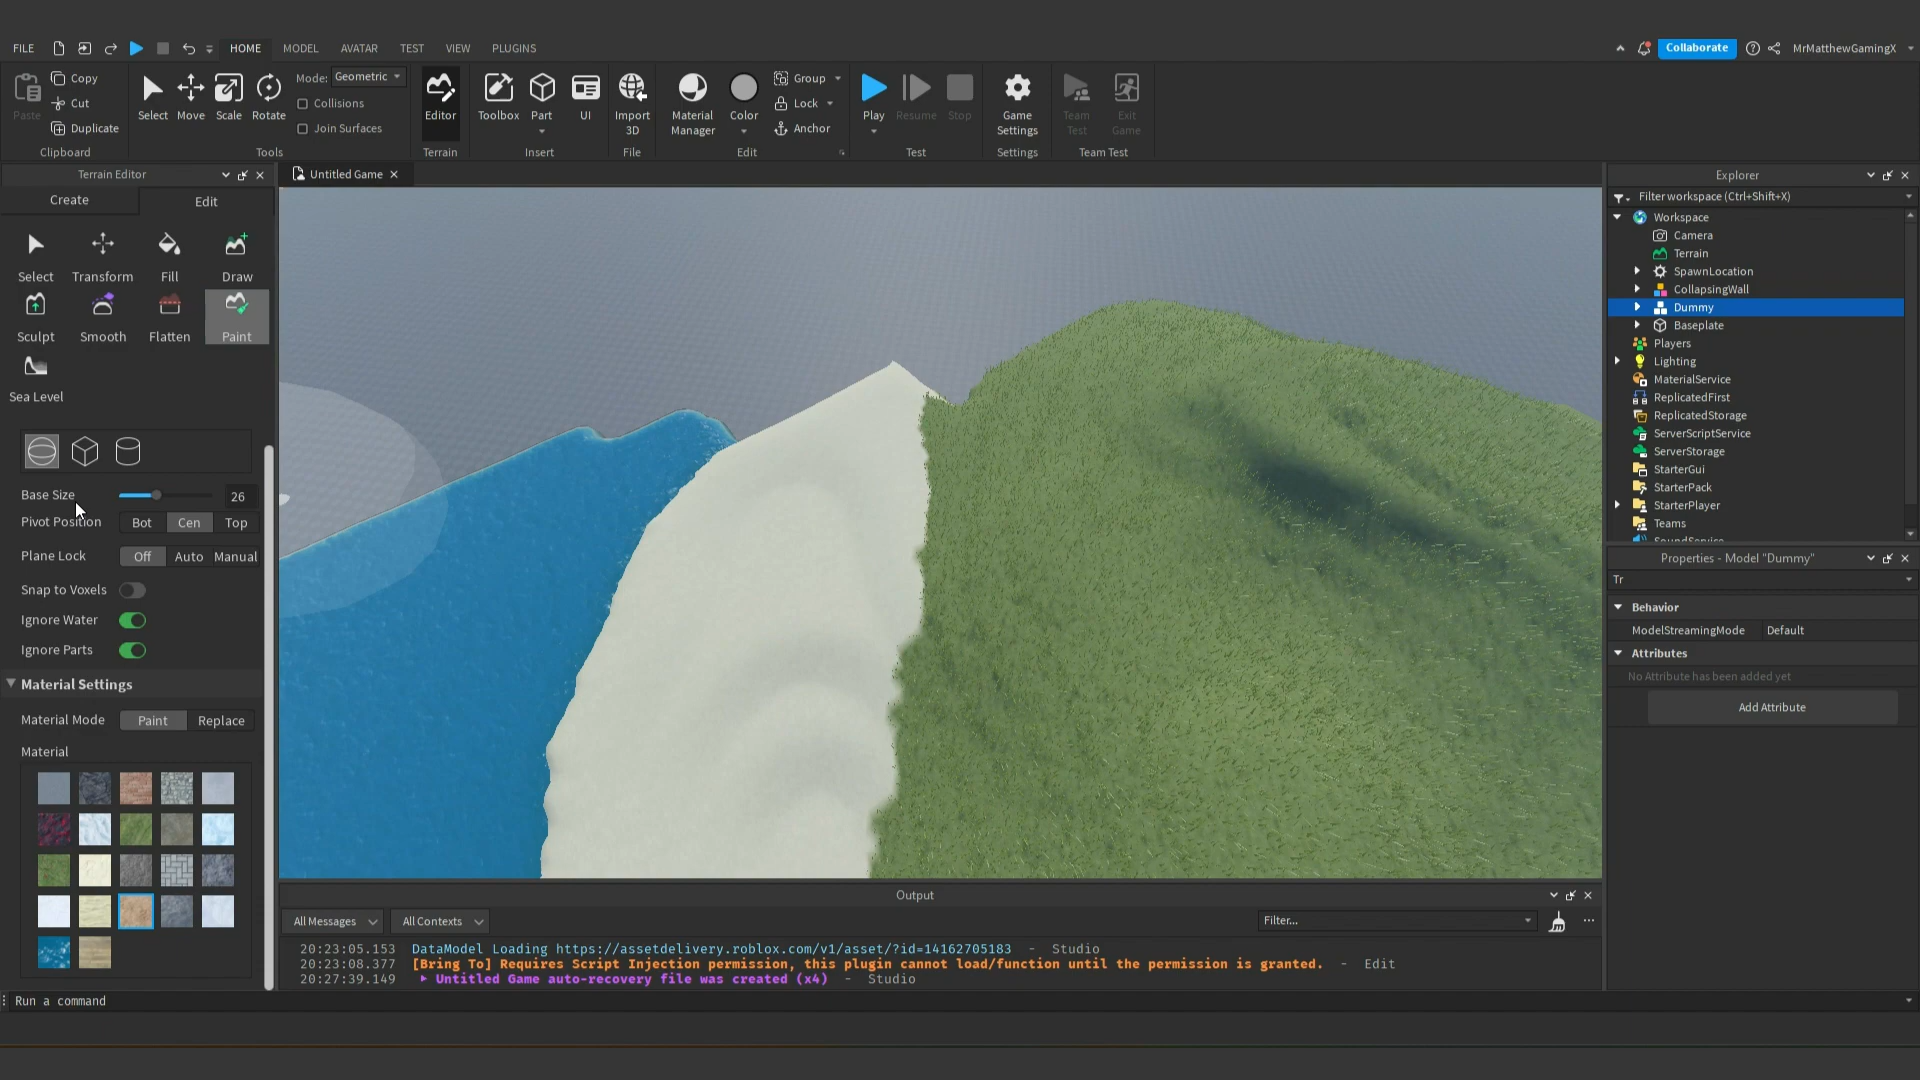 FILE
HOME
MODEL
AVATAR
TEST
VIEW
PLUGINS
Collaborate
MrMatthewGamingX
Paste
Copy
Cut
Duplicate
Clipboard
Select
Move
Scale
Rotate
Mode: Geometric
Collisions
Join Surfaces
Tools
Editor
Terrain
Toolbox
Part
UI
Insert
Import
3D
File
Material
Manager
Color
Group
Lock
Anchor
Edit
Play
Resume
Stop
Test
Game
Settings
Settings
Team
Test
Exit
Game
Team Test
Terrain Editor
Create
Edit
Select
Transform
Fill
Draw
Sculpt
Smooth
Flatten
Paint
Sea Level
Base Size 26
Pivot Position Bot Cen Top
Plane Lock Off Auto Manual
Snap to Voxels
Ignore Water
Ignore Parts
Material Settings
Material Mode Paint Replace
Material
Untitled Game
Explorer
Filter workspace (Ctrl+Shift+X)
Workspace
Camera
Terrain
SpawnLocation
CollapsingWall
Dummy
Baseplate
Players
Lighting
MaterialService
ReplicatedFirst
ReplicatedStorage
ServerScriptService
ServerStorage
StarterGui
StarterPack
StarterPlayer
Teams
SoundService
Properties - Model "Dummy"
Tr
Behavior
ModelStreamingMode Default
Attributes
No Attribute has been added yet
Add Attribute
Output
All Messages
All Contexts
Filter...
20:23:05.153 DataModel Loading https://assetdelivery.roblox.com/v1/asset/?id=14162705183 - Studio
20:23:08.377 [Bring To] Requires Script Injection permission, this plugin cannot load/function until the permission is granted. - Edit
20:27:39.149 Untitled Game auto-recovery file was created (x4) - Studio
Run a command